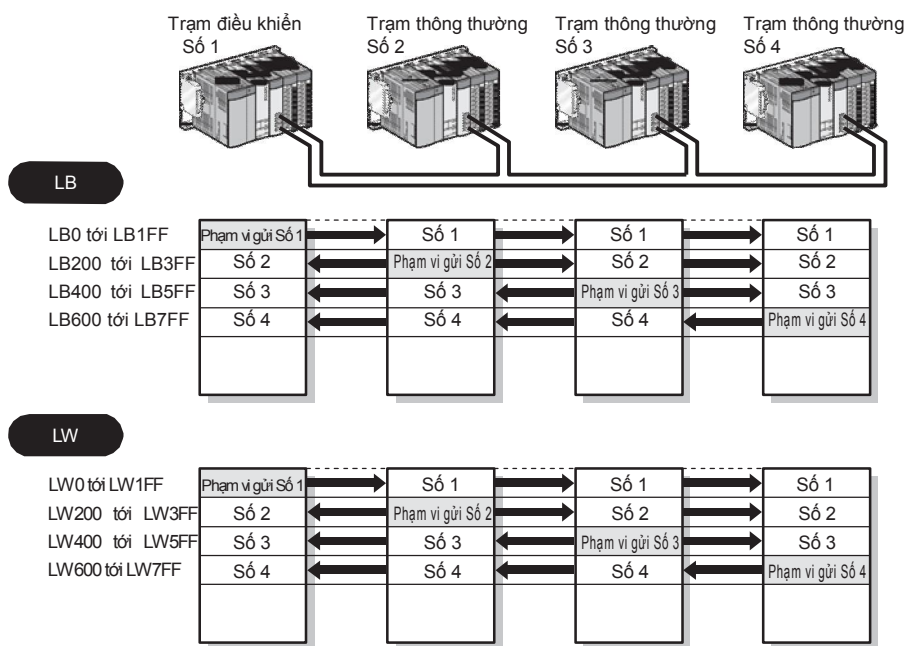 Trạm điều khiển Trạm thông thường Trạm thông thường Trạm thông thường
Số 1 Số 2 Số 3 Số 4
LB
LB0 tới LB1FF Phạm vi gửi Số 1 Số 1 Số 1 Số 1
LB200 tới LB3FF Số 2 Phạm vi gửi Số 2 Số 2 Số 2
LB400 tới LB5FF Số 3 Số 3 Phạm vi gửi Số 3 Số 3
LB600 tới LB7FF Số 4 Số 4 Số 4 Phạm vi gửi Số 4
LW
LW0 tới LW1FF Phạm vi gửi Số 1 Số 1 Số 1 Số 1
LW200 tới LW3FF Số 2 Phạm vi gửi Số 2 Số 2 Số 2
LW400 tới LW5FF Số 3 Số 3 Phạm vi gửi Số 3 Số 3
LW600 tới LW7FF Số 4 Số 4 Số 4 Phạm vi gửi Số 4